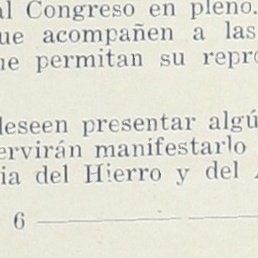 al Congreso en pleno.
ue acompañen a las
ue permitan su repro
deseen presentar algú
ervirán manifestarlo
ia del Hierro y del
6